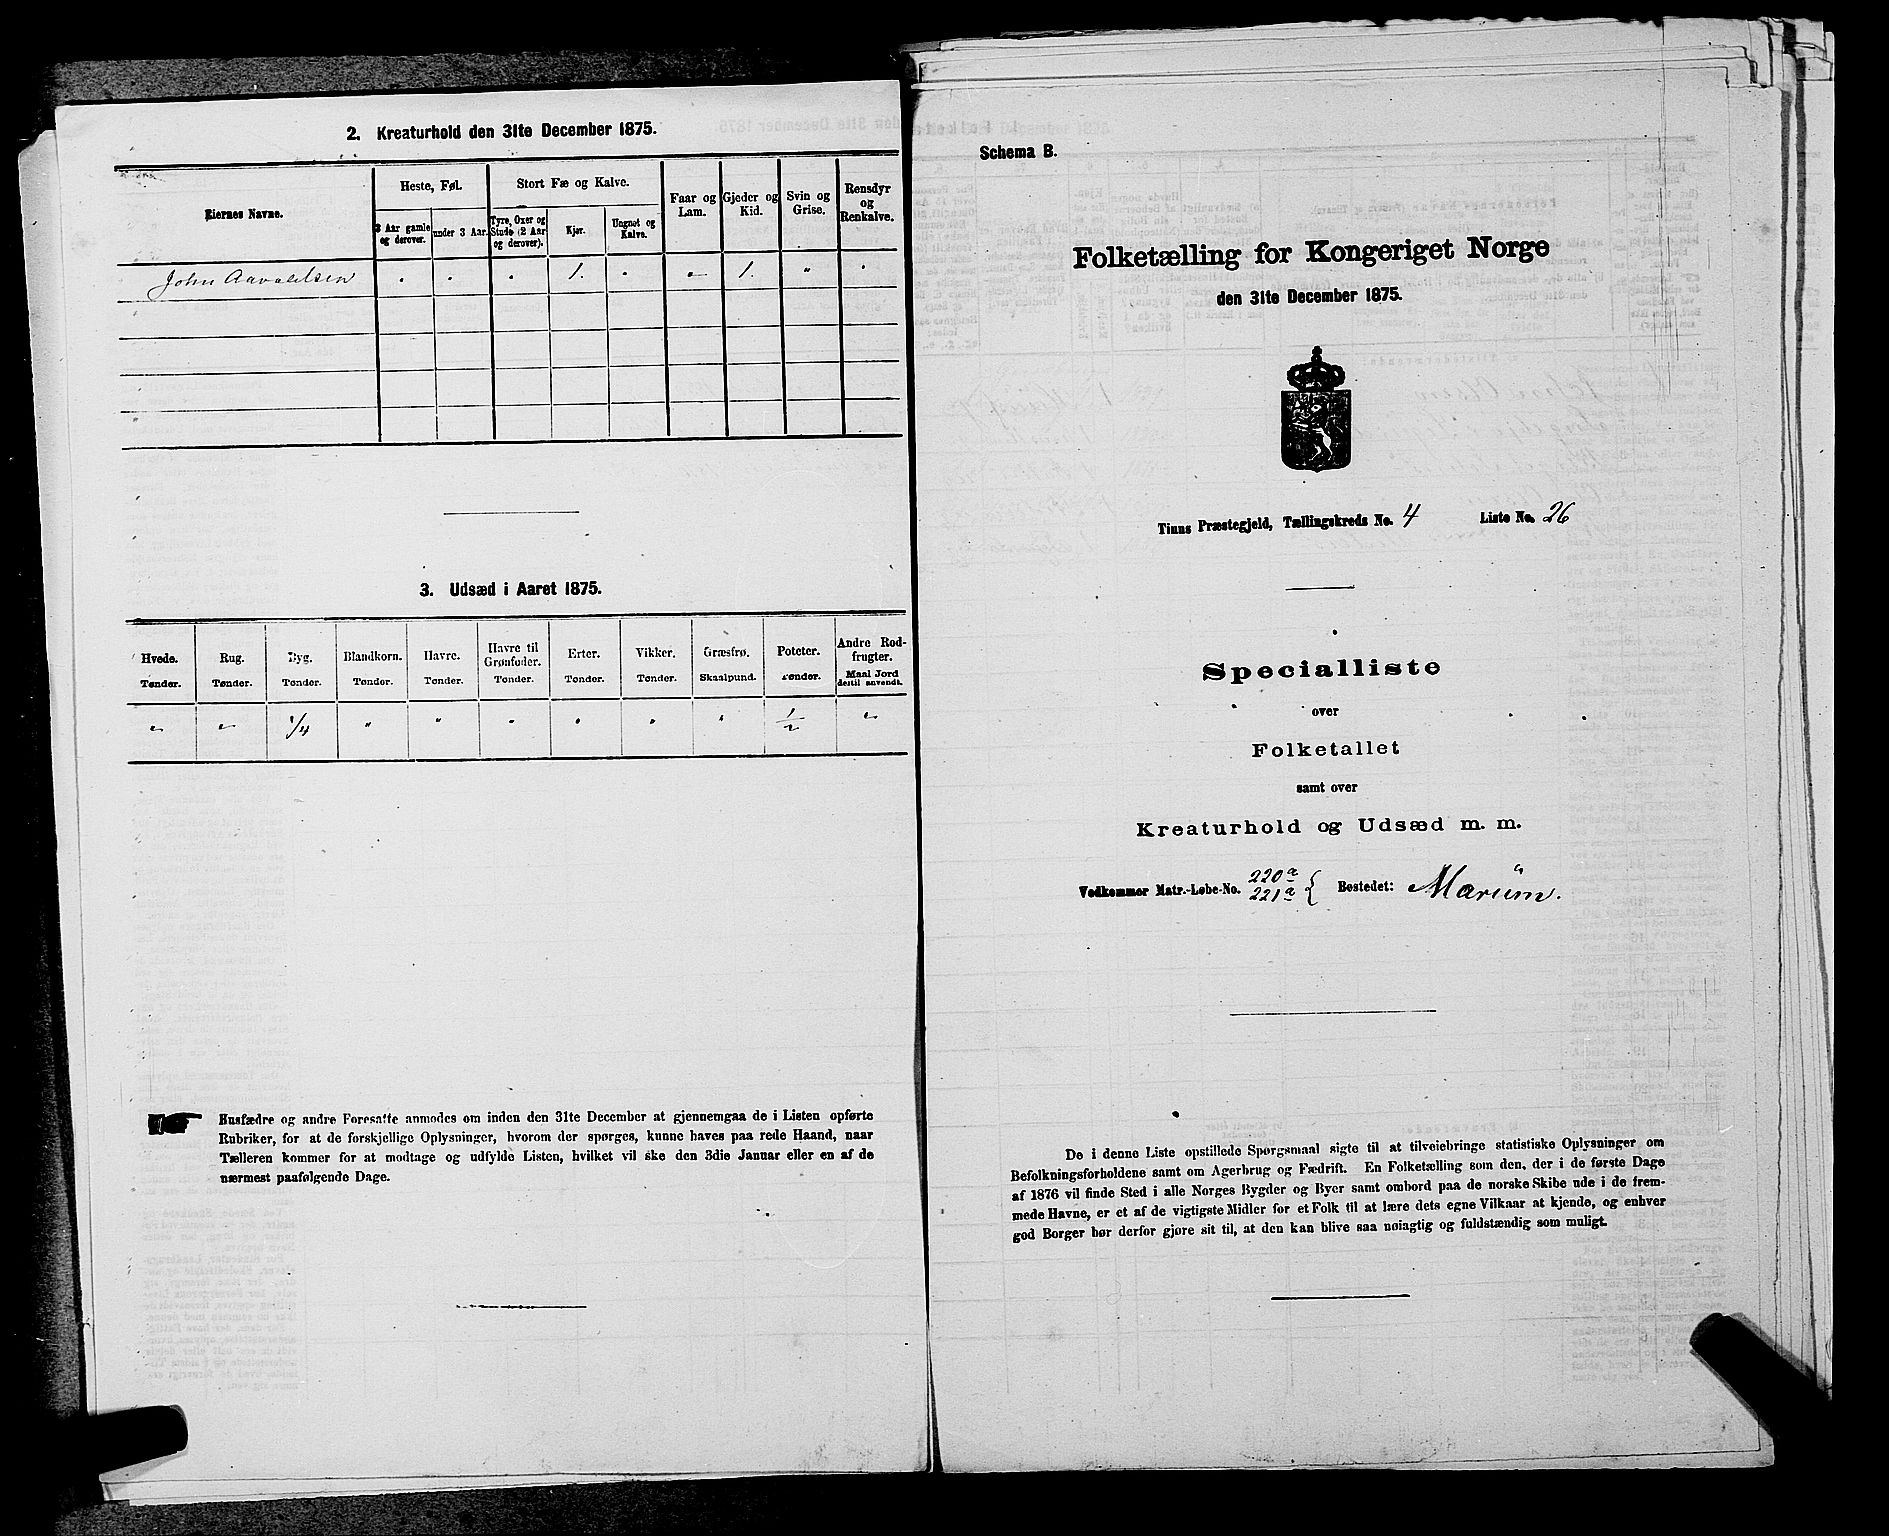 2. Kreaturhold den 31te December 1875.
Eiernes Navne.
Heste, Føl.
Stort Fæ og Kalve.
Faar og Lam.
Gjeder og Kid.
Svin og Grise.
Rensdyr og Renkalve.
3 Aar gamle og derover.
under 3 Aar.
Tyre, Oxer og Stude (2 Aar og derover).
Kjør.
Ungnøt og Kalve.
John Aavaldsen " " " 1. " " 1. " "
3. Udsæd i Aaret 1875.
Hvede. Tønder.
Rug. Tønder.
Byg. Tønder.
Blandkorn. Tønder.
Havre. Tønder.
Havre til Grønfoder. Tønder.
Erter. Tønder.
Vikker. Tønder.
Græsfrø. Skaalpund.
Poteter. Tønder.
Andre Rodfrugter. Maal Jord dertil anvendt.
" " 1/4 " " " " " " 1/2 "
Husfædre og andre Foresatte anmodes om inden den 31te December at gjennemgaa de i Listen opførte
Rubriker, for at de forskjellige Oplysninger, hvorom der spørges, kunne haves paa rede Haand, naar
Tælleren kommer for at modtage og udfylde Listen, hvilket vil ske den 3die Januar eller en af de
nærmest paafølgende Dage.
Schema B.
Folketælling for Kongeriget Norge
den 31te December 1875.
Tinns Præstegjeld, Tællingskreds No. 4 Liste No. 26
Specialliste
over
Folketallet
samt over
Kreaturhold og Udsæd m. m.
Vedkommer Matr.-Løbe-No. 220a 221a { Bostedet: Mariim.
De i denne Liste opstillede Spørgsmaal sigte til at tilveiebringe statistiske Oplysninger om
Befolkningsforholdene samt om Agerbrug og Fædrift. En Folketælling som den, der i de første Dage
af 1876 vil finde Sted i alle Norges Bygder og Byer samt ombord paa de norske Skibe ude i de frem-
mede Havne, er et af de vigtigste Midler for et Folk til at lære dets egne Vilkaar at kjende, og enhver
god Borger bør derfor gjøre sit til, at den kan blive saa nøiagtig og fuldstændig som muligt.